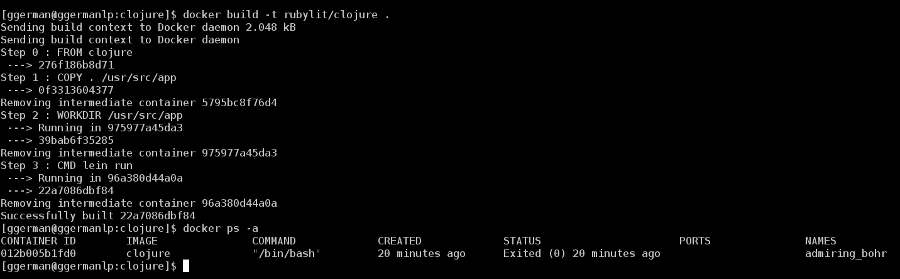 [ggerman@ggermanlp:clojure]$ docker build -t rubylit/clojure .
Sending build context to Docker daemon 2.048 kB
Sending build context to Docker daemon
Step 0 : FROM clojure
 ---> 276f186b8d71
Step 1 : COPY . /usr/src/app
 ---> 0f3313604377
Removing intermediate container 5795bc8f76d4
Step 2 : WORKDIR /usr/src/app
 ---> Running in 975977a45da3
 ---> 39bab6f35285
Removing intermediate container 975977a45da3
Step 3 : CMD lein run
 ---> Running in 96a380d44a0a
 ---> 22a7086dbf84
Removing intermediate container 96a380d44a0a
Successfully built 22a7086dbf84
[ggerman@ggermanlp:clojure]$ docker ps -a
CONTAINER ID        IMAGE               COMMAND             CREATED             STATUS                      PORTS               NAMES
012b005b1fd0        clojure             "/bin/bash"         20 minutes ago      Exited (0) 20 minutes ago                       admiring_bohr
[ggerman@ggermanlp:clojure]$